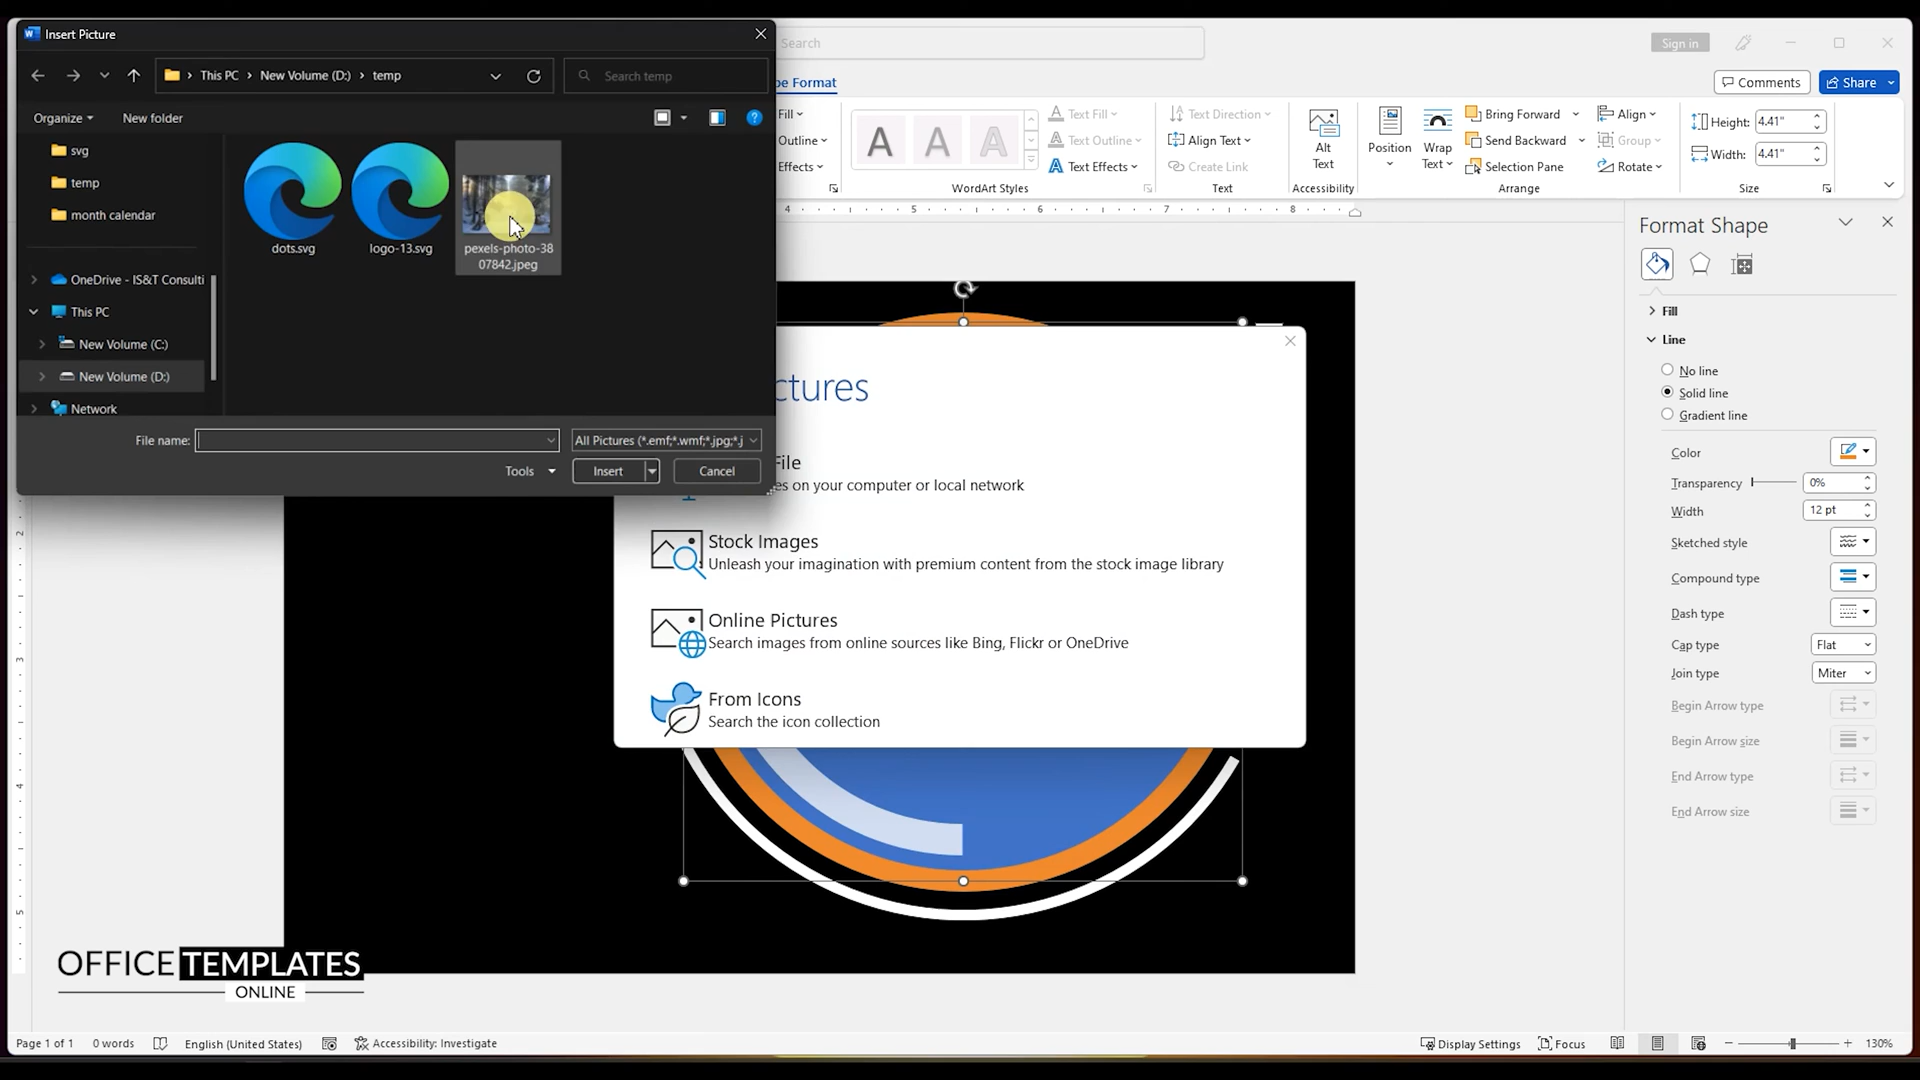 Insert Picture
This PC > New Volume (D:) > temp
Search temp
Organize
New folder
svg
temp
month calendar
OneDrive - IS&T Consulti
This PC
New Volume (C:)
New Volume (D:)
Network
dots.svg
logo-13.svg
pexels-photo-38
07842.jpeg
File name:
All Pictures (*.emf;*.wmf;*.jpg;*.j
Tools
Insert
Cancel
Search
Sign in
pe Format
Comments
Share
Fill
Outline
Effects
A A A
Text Fill
Text Outline
A Text Effects
WordArt Styles
Text Direction
Align Text
Create Link
Text
Alt
Text
Accessibility
Position
Wrap
Text
Bring Forward
Send Backward
Selection Pane
Align
Group
Rotate
Arrange
Height: 4.41"
Width: 4.41"
Size
4 5 6 7 8
ctures
File
es on your computer or local network
Stock Images
Unleash your imagination with premium content from the stock image library
Online Pictures
Search images from online sources like Bing, Flickr or OneDrive
From Icons
Search the icon collection
Format Shape
Fill
Line
No line
Solid line
Gradient line
Color
Transparency 0%
Width 12 pt
Sketched style
Compound type
Dash type
Cap type Flat
Join type Miter
Begin Arrow type
Begin Arrow size
End Arrow type
End Arrow size
2
3
4
5
OFFICE TEMPLATES
ONLINE
Page 1 of 1
0 words
English (United States)
Accessibility: Investigate
Display Settings
Focus
130%